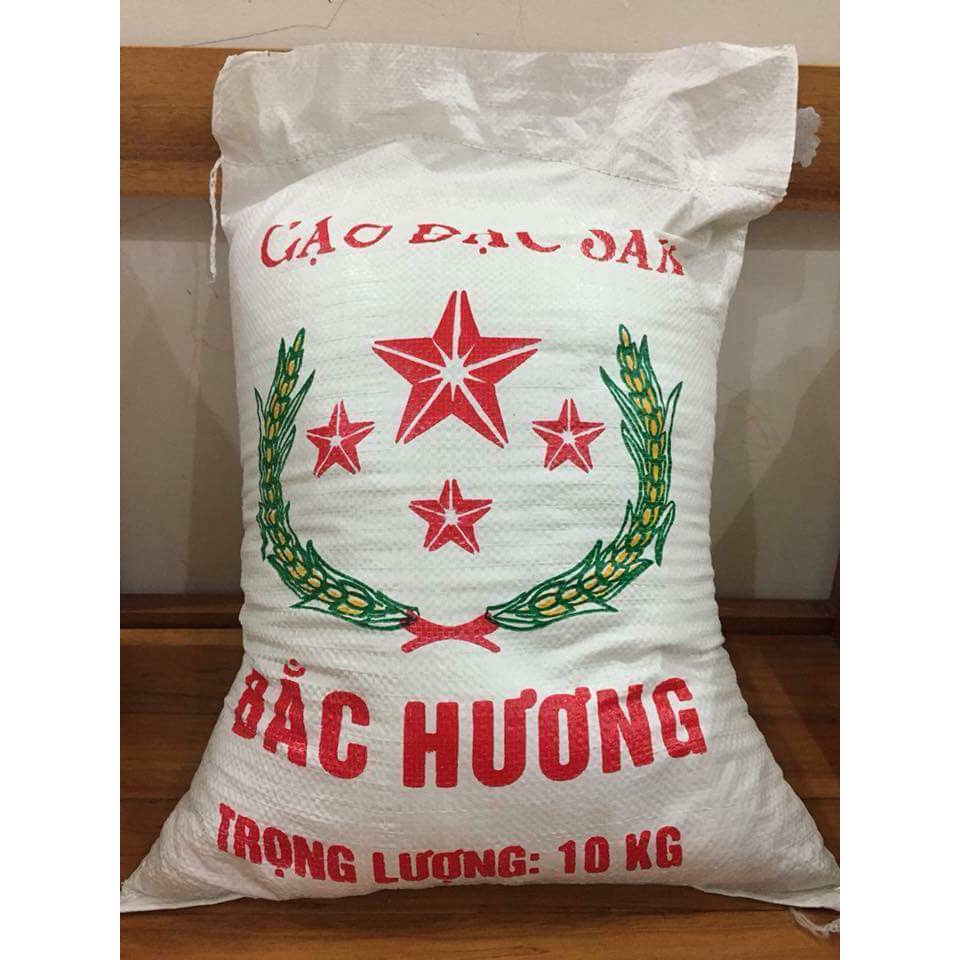 GẠO ĐẶC SẢN
BẮC HƯƠNG
TRỌNG LƯỢNG: 10 KG